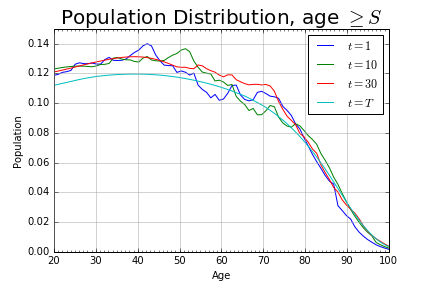 Population Distribution, age ≥ S
0.14
0.12
0.10
0.08
0.06
0.04
0.02
0.00
Population
t = 1
t = 10
t = 30
t = T
20 30 40 50 60 70 80 90 100
Age